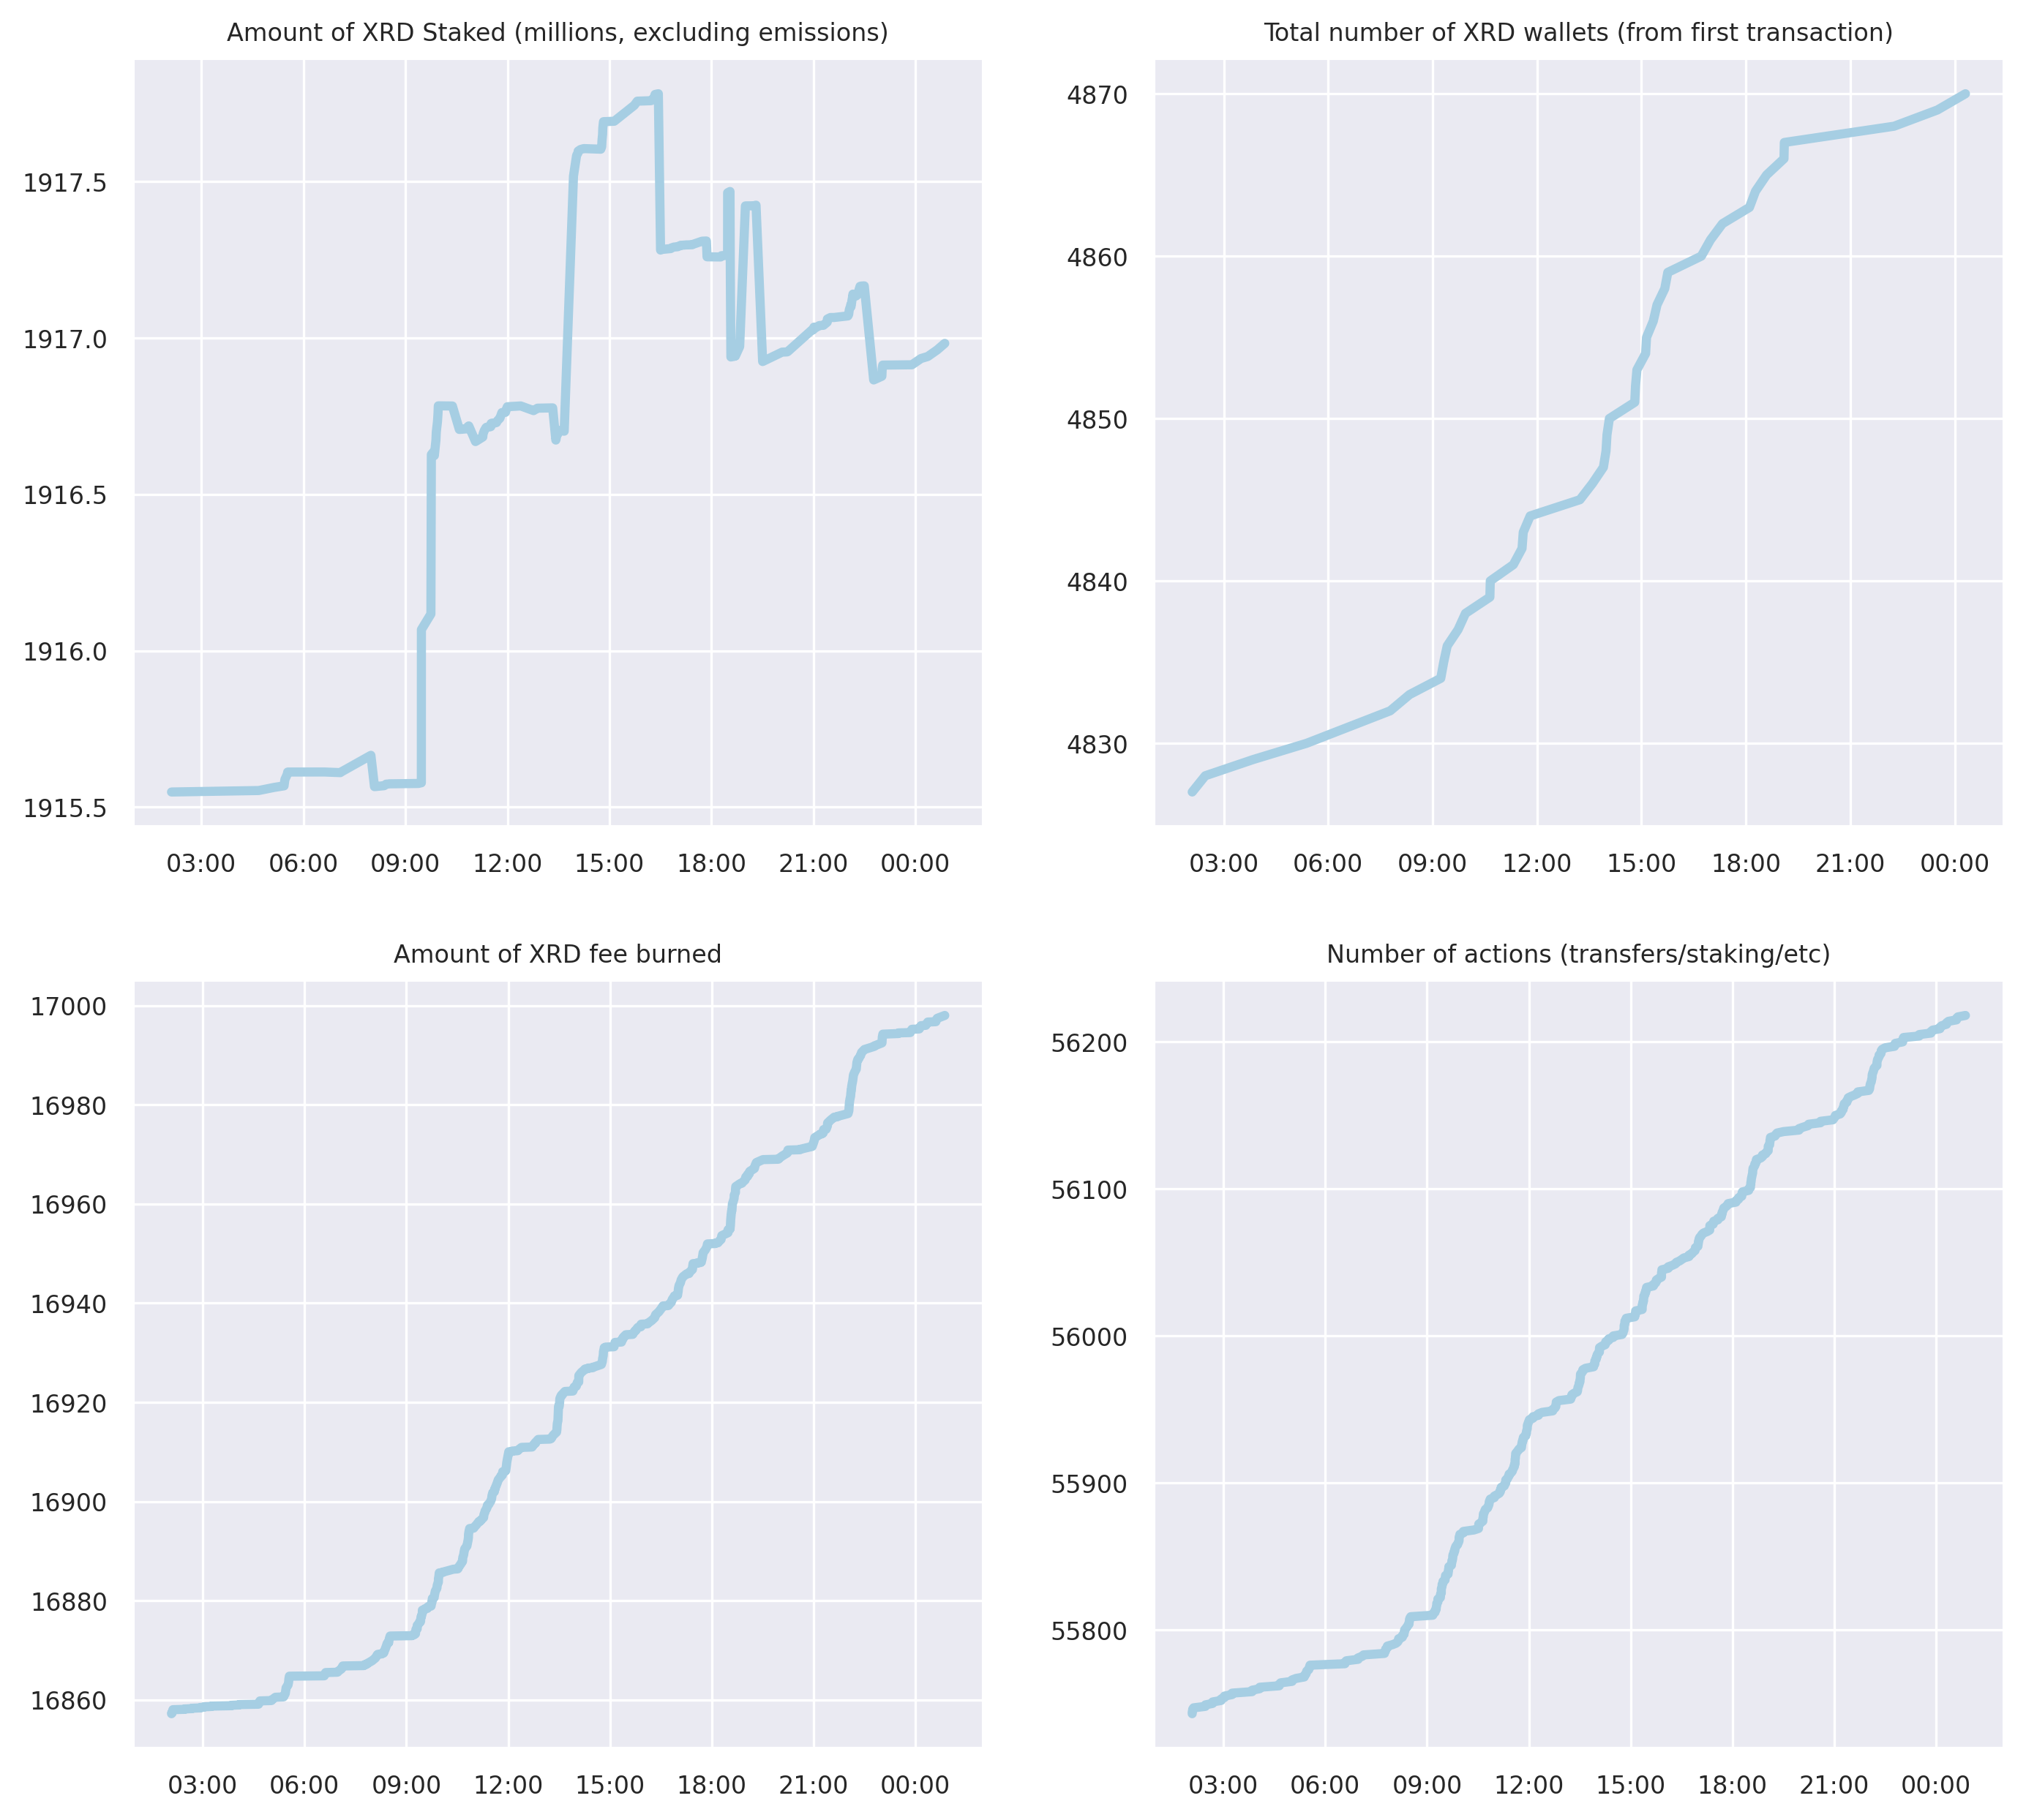 Amount of XRD Staked (millions, excluding emissions)
1917.5
1917.0
1916.5
1916.0
1915.5
03:00 06:00 09:00 12:00 15:00 18:00 21:00 00:00
Total number of XRD wallets (from first transaction)
4870
4860
4850
4840
4830
03:00 06:00 09:00 12:00 15:00 18:00 21:00 00:00
Amount of XRD fee burned
17000
16980
16960
16940
16920
16900
16880
16860
03:00 06:00 09:00 12:00 15:00 18:00 21:00 00:00
Number of actions (transfers/staking/etc)
56200
56100
56000
55900
55800
03:00 06:00 09:00 12:00 15:00 18:00 21:00 00:00